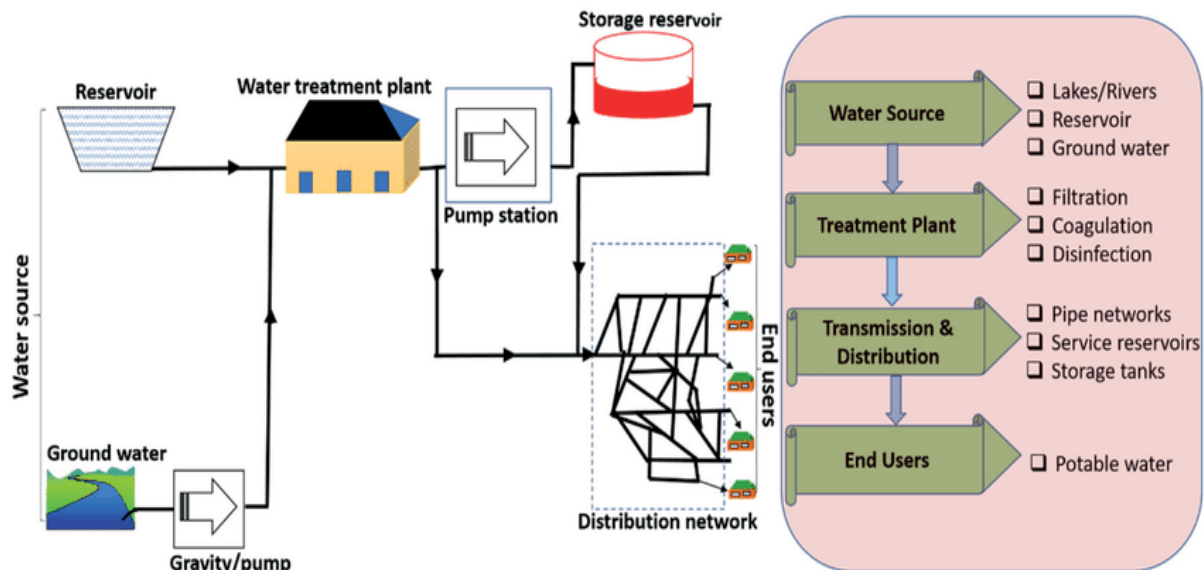 Storage reservoir
Reservoir
Water treatment plant
Pump station
Water source
Ground water
Gravity/pump
Distribution network
End users
Water Source
Lakes/Rivers
Reservoir
Ground water
Treatment Plant
Filtration
Coagulation
Disinfection
Transmission &
Distribution
Pipe networks
Service reservoirs
Storage tanks
End Users
Potable water